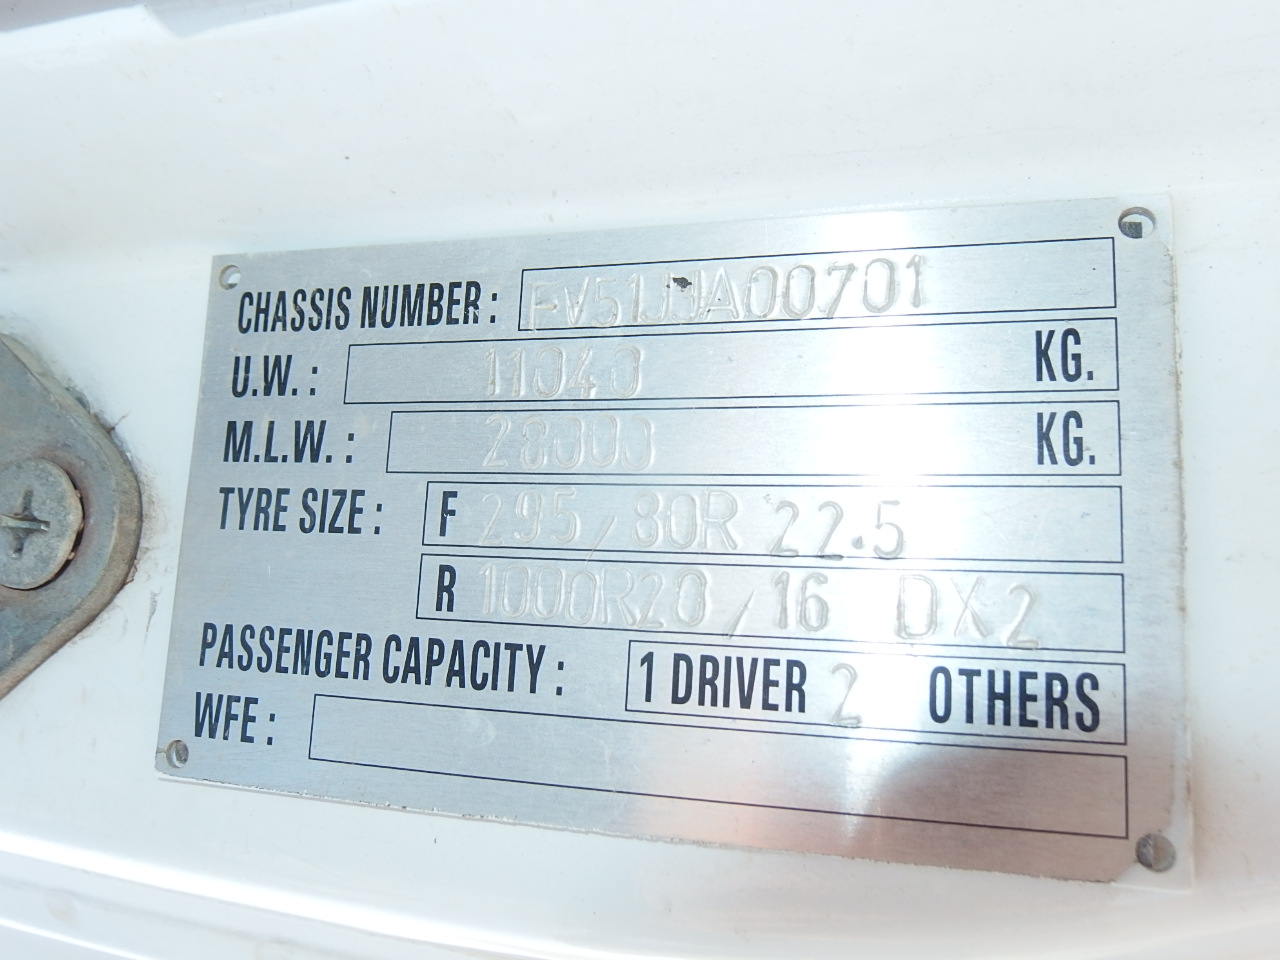 CHASSIS NUMBER: FV51JJA00701
U.W.: 11040 KG.
M.L.W.: 28000 KG.
TYRE SIZE: F 295/80R 22.5
R 1000R20/16 DX2
PASSENGER CAPACITY: 1 DRIVER 2 OTHERS
WFE: